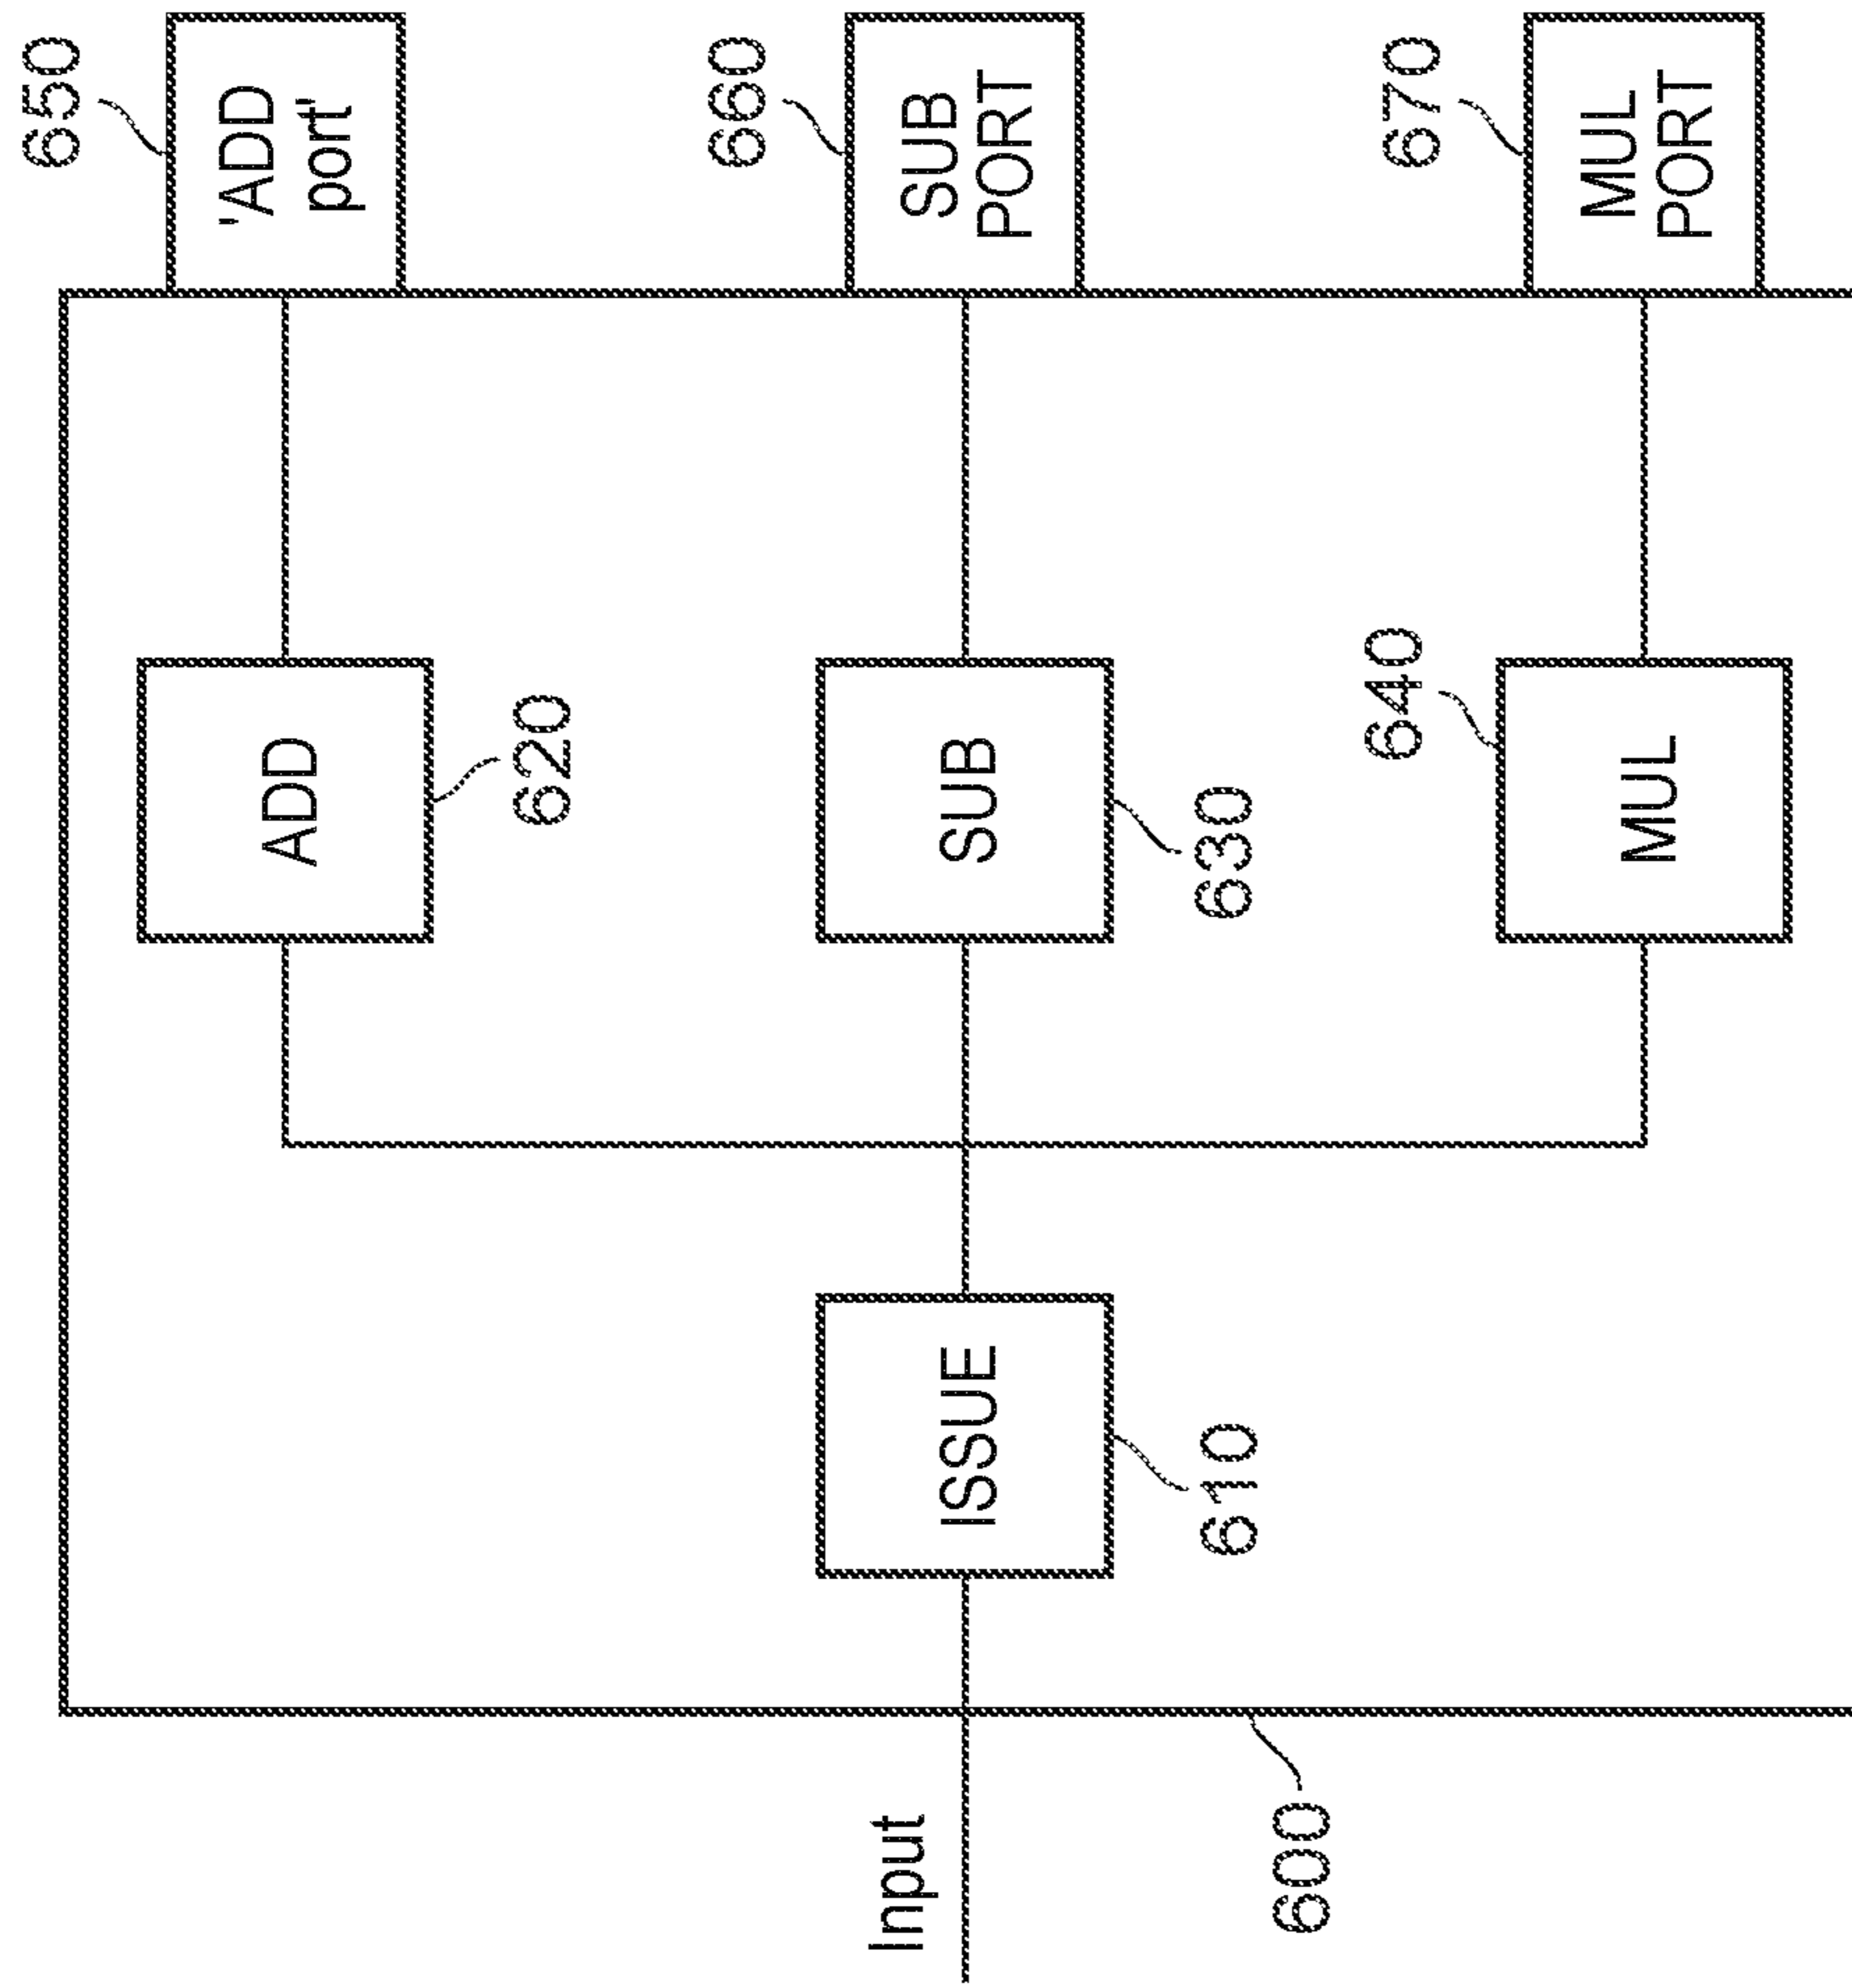 Input
600
ISSUE
610
ADD
620
SUB
630
MUL
640
'ADD
port'
650
SUB
PORT
660
MUL
PORT
670